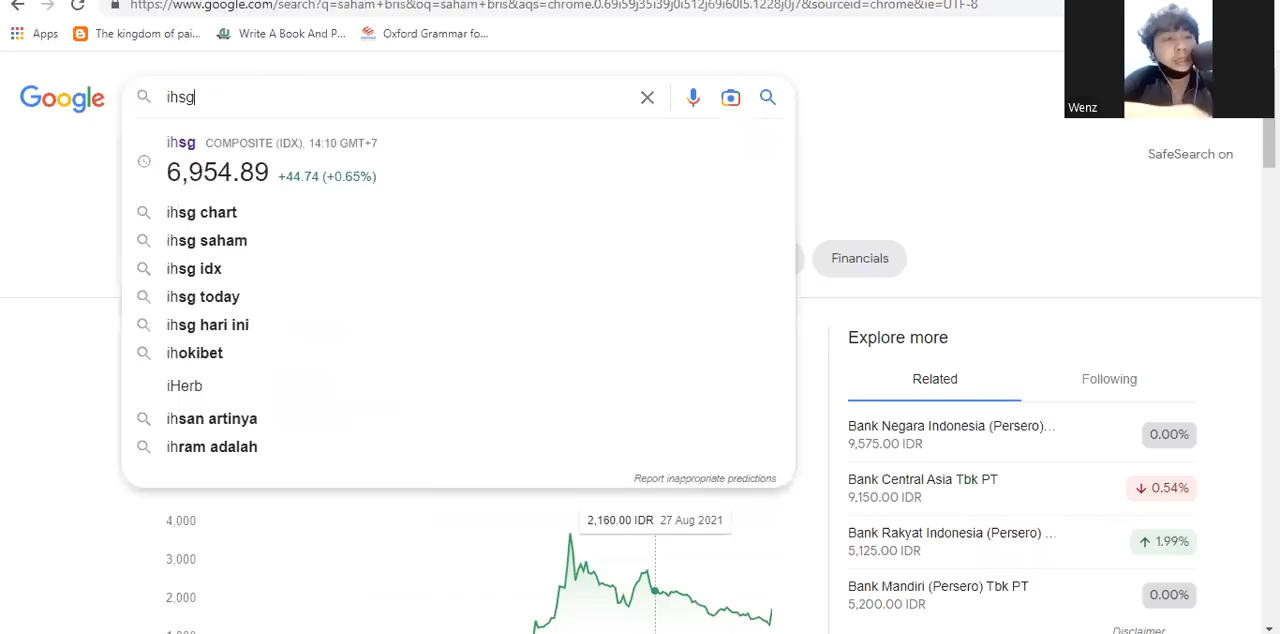 https://www.google.com/search?q=saham+bris&oq=saham+bris&aqs=chrome.0.69i59j35i39j0i512j69i60l5.1228j0j7&sourceid=chrome&ie=UTF-8
Apps The kingdom of pai... Write A Book And P... Oxford Grammar fo...
Wenz
Google
ihsg
SafeSearch on
ihsg COMPOSITE (IDX), 14:10 GMT+7
6,954.89 +44.74 (+0.65%)
ihsg chart
ihsg saham
ihsg idx
ihsg today
ihsg hari ini
ihokibet
iHerb
ihsan artinya
ihram adalah
Report inappropriate predictions
Financials
Explore more
Related Following
Bank Negara Indonesia (Persero)...
9,575.00 IDR
0.00%
Bank Central Asia Tbk PT
9,150.00 IDR
0.54%
Bank Rakyat Indonesia (Persero) ...
5,125.00 IDR
1.99%
Bank Mandiri (Persero) Tbk PT
5,200.00 IDR
0.00%
Disclaimer
2,160.00 IDR 27 Aug 2021
4,000
3,000
2,000